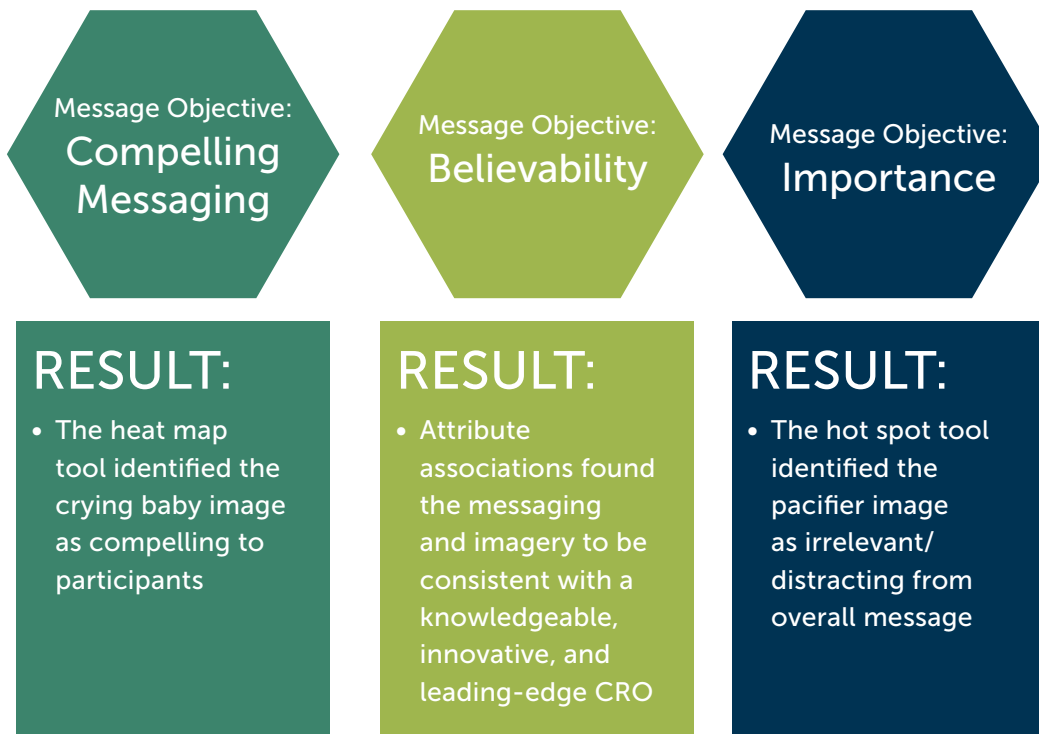 Message Objective:
Compelling
Messaging
Message Objective:
Believability
Message Objective:
Importance
RESULT:
• The heat map
tool identified the
crying baby image
as compelling to
participants
RESULT:
• Attribute
associations found
the messaging
and imagery to be
consistent with a
knowledgeable,
innovative, and
leading-edge CRO
RESULT:
• The hot spot tool
identified the
pacifier image
as irrelevant/
distracting from
overall message